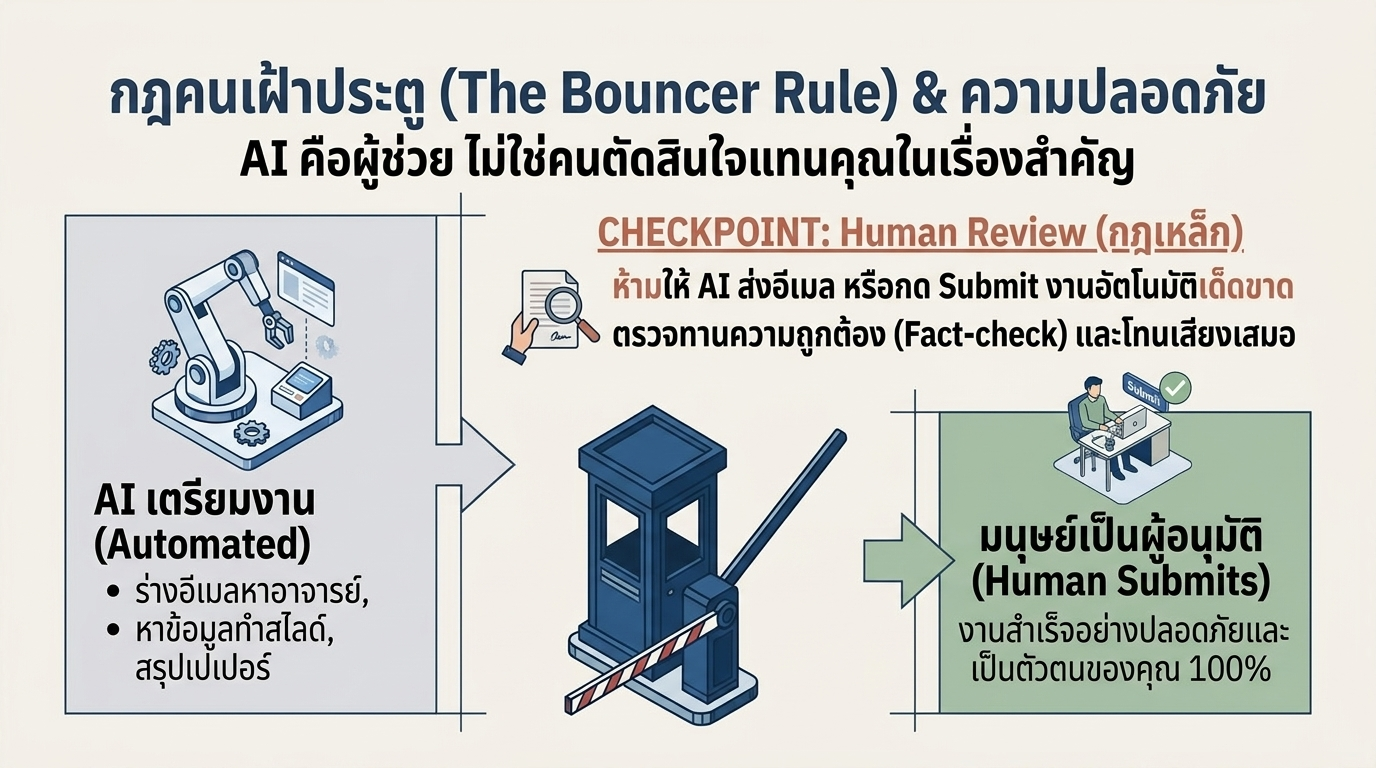 กฎคนเฝ้าประตู (The Bouncer Rule) & ความปลอดภัย
AI คือผู้ช่วย ไม่ใช่คนตัดสินใจแทนคุณในเรื่องสำคัญ
CHECKPOINT: Human Review (กฎเหล็ก)
ห้ามให้ AI ส่งอีเมล หรือกด Submit งานอัตโนมัติเด็ดขาด
ตรวจทานความถูกต้อง (Fact-check) และโทนเสียงเสมอ
AI เตรียมงาน
(Automated)
• ร่างอีเมลหาอาจารย์,
• หาข้อมูลทำสไลด์,
สรุปเปเปอร์
Submit
มนุษย์เป็นผู้อนุมัติ
(Human Submits)
งานสำเร็จอย่างปลอดภัยและ
เป็นตัวตนของคุณ 100%